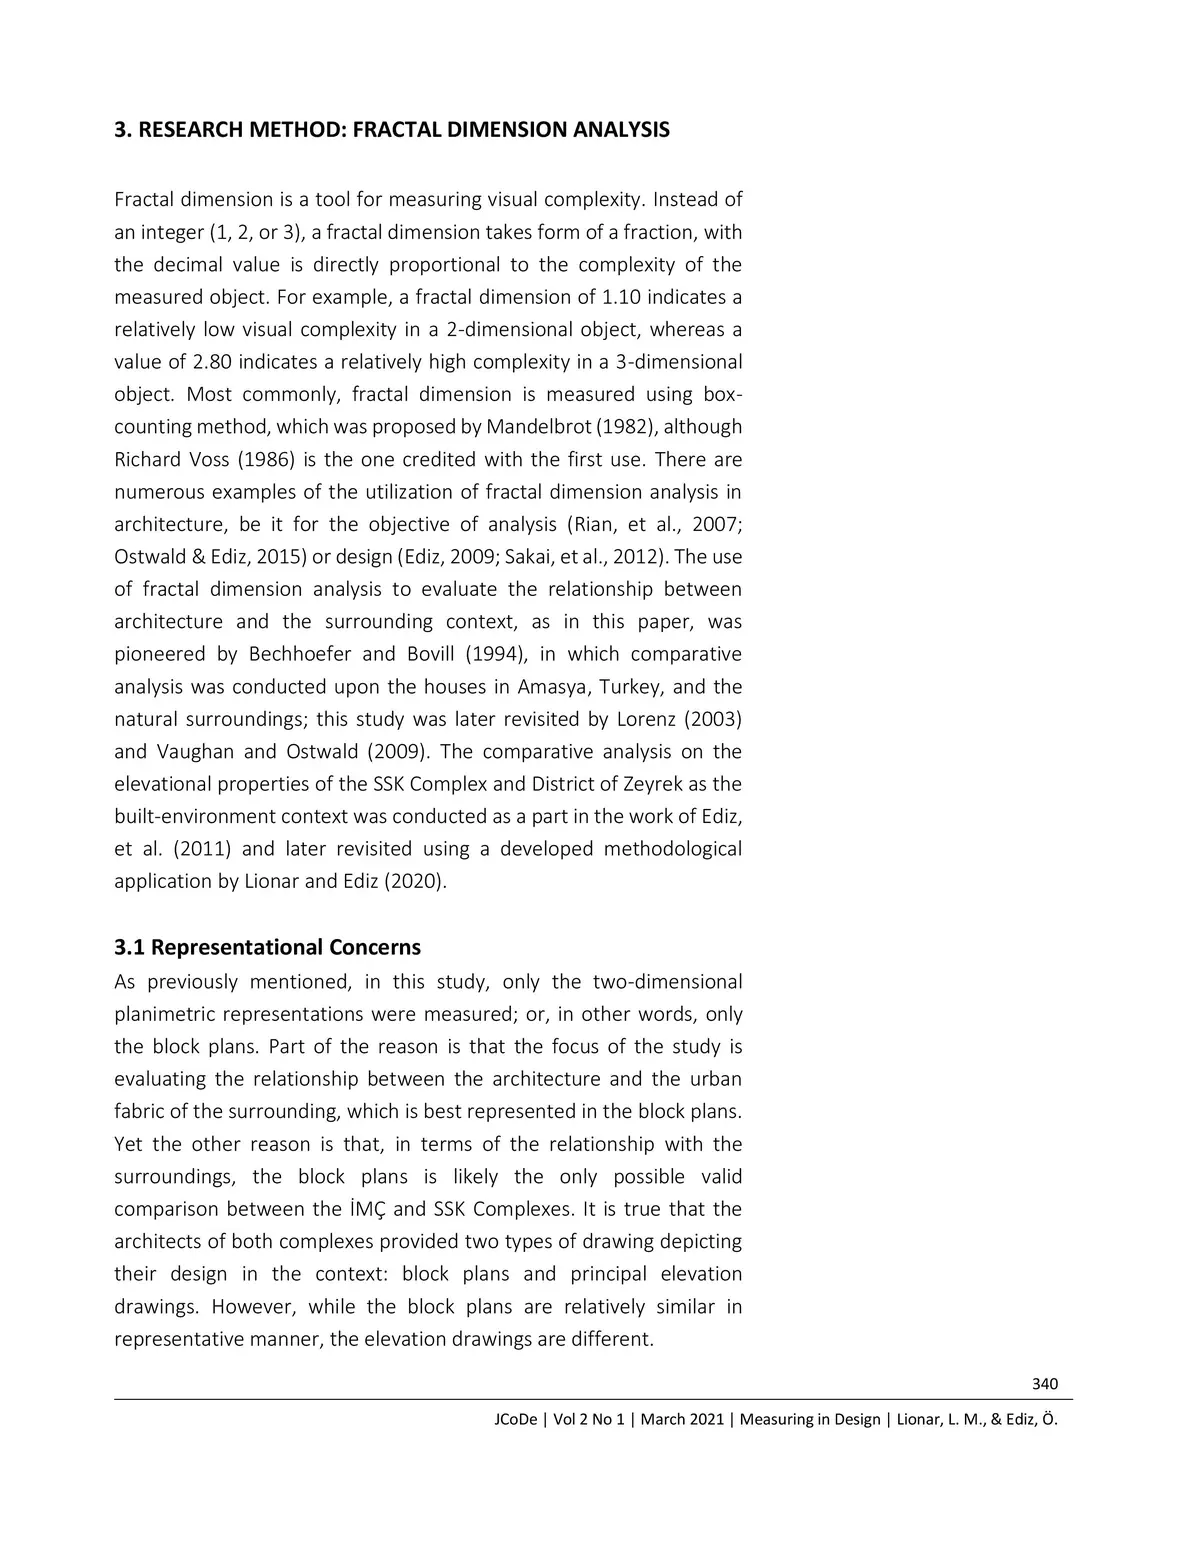 3. RESEARCH METHOD: FRACTAL DIMENSION ANALYSIS
Fractal dimension is a tool for measuring visual complexity. Instead of
an integer (1, 2, or 3), a fractal dimension takes form of a fraction, with
the decimal value is directly proportional to the complexity of the
measured object. For example, a fractal dimension of 1.10 indicates a
relatively low visual complexity in a 2-dimensional object, whereas a
value of 2.80 indicates a relatively high complexity in a 3-dimensional
object. Most commonly, fractal dimension is measured using box-
counting method, which was proposed by Mandelbrot (1982), although
Richard Voss (1986) is the one credited with the first use. There are
numerous examples of the utilization of fractal dimension analysis in
architecture, be it for the objective of analysis (Rian, et al., 2007;
Ostwald & Ediz, 2015) or design (Ediz, 2009; Sakai, et al., 2012). The use
of fractal dimension analysis to evaluate the relationship between
architecture and the surrounding context, as in this paper, was
pioneered by Bechhoefer and Bovill (1994), in which comparative
analysis was conducted upon the houses in Amasya, Turkey, and the
natural surroundings; this study was later revisited by Lorenz (2003)
and Vaughan and Ostwald (2009). The comparative analysis on the
elevational properties of the SSK Complex and District of Zeyrek as the
built-environment context was conducted as a part in the work of Ediz,
et al. (2011) and later revisited using a developed methodological
application by Lionar and Ediz (2020).
3.1 Representational Concerns
As previously mentioned, in this study, only the two-dimensional
planimetric representations were measured; or, in other words, only
the block plans. Part of the reason is that the focus of the study is
evaluating the relationship between the architecture and the urban
fabric of the surrounding, which is best represented in the block plans.
Yet the other reason is that, in terms of the relationship with the
surroundings, the block plans is likely the only possible valid
comparison between the İMÇ and SSK Complexes. It is true that the
architects of both complexes provided two types of drawing depicting
their design in the context: block plans and principal elevation
drawings. However, while the block plans are relatively similar in
representative manner, the elevation drawings are different.
340
JCoDe | Vol 2 No 1 | March 2021 | Measuring in Design | Lionar, L. M., & Ediz, Ö.